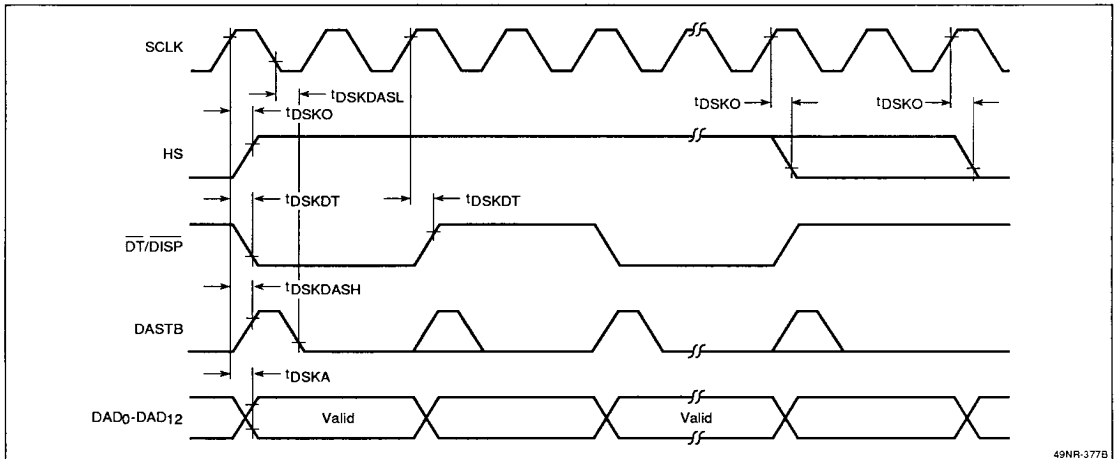 SCLK
tDSKDASL
tDSKO
tDSKO
tDSKO
HS
tDSKDT
tDSKDT
DT/DISP
tDSKDASH
DASTB
tDSKA
DAD0-DAD12
Valid
Valid
49NR-377B